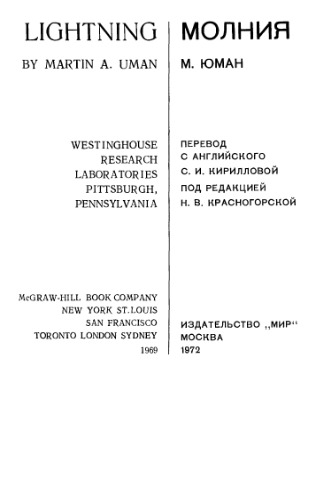 LIGHTNING
BY MARTIN A. UMAN
WESTINGHOUSE
RESEARCH
LABORATORIES
PITTSBURGH,
PENNSYLVANIA
McGRAW-HILL BOOK COMPANY
NEW YORK ST.LOUIS
SAN FRANCISCO
TORONTO LONDON SYDNEY
1969
МОЛНИЯ
М. ЮМАН
ПЕРЕВОД
С АНГЛИЙСКОГО
С. И. КИРИЛЛОВОЙ
ПОД РЕДАКЦИЕЙ
Н. В. КРАСНОГОРСКОЙ
ИЗДАТЕЛЬСТВО „МИР“
МОСКВА
1972